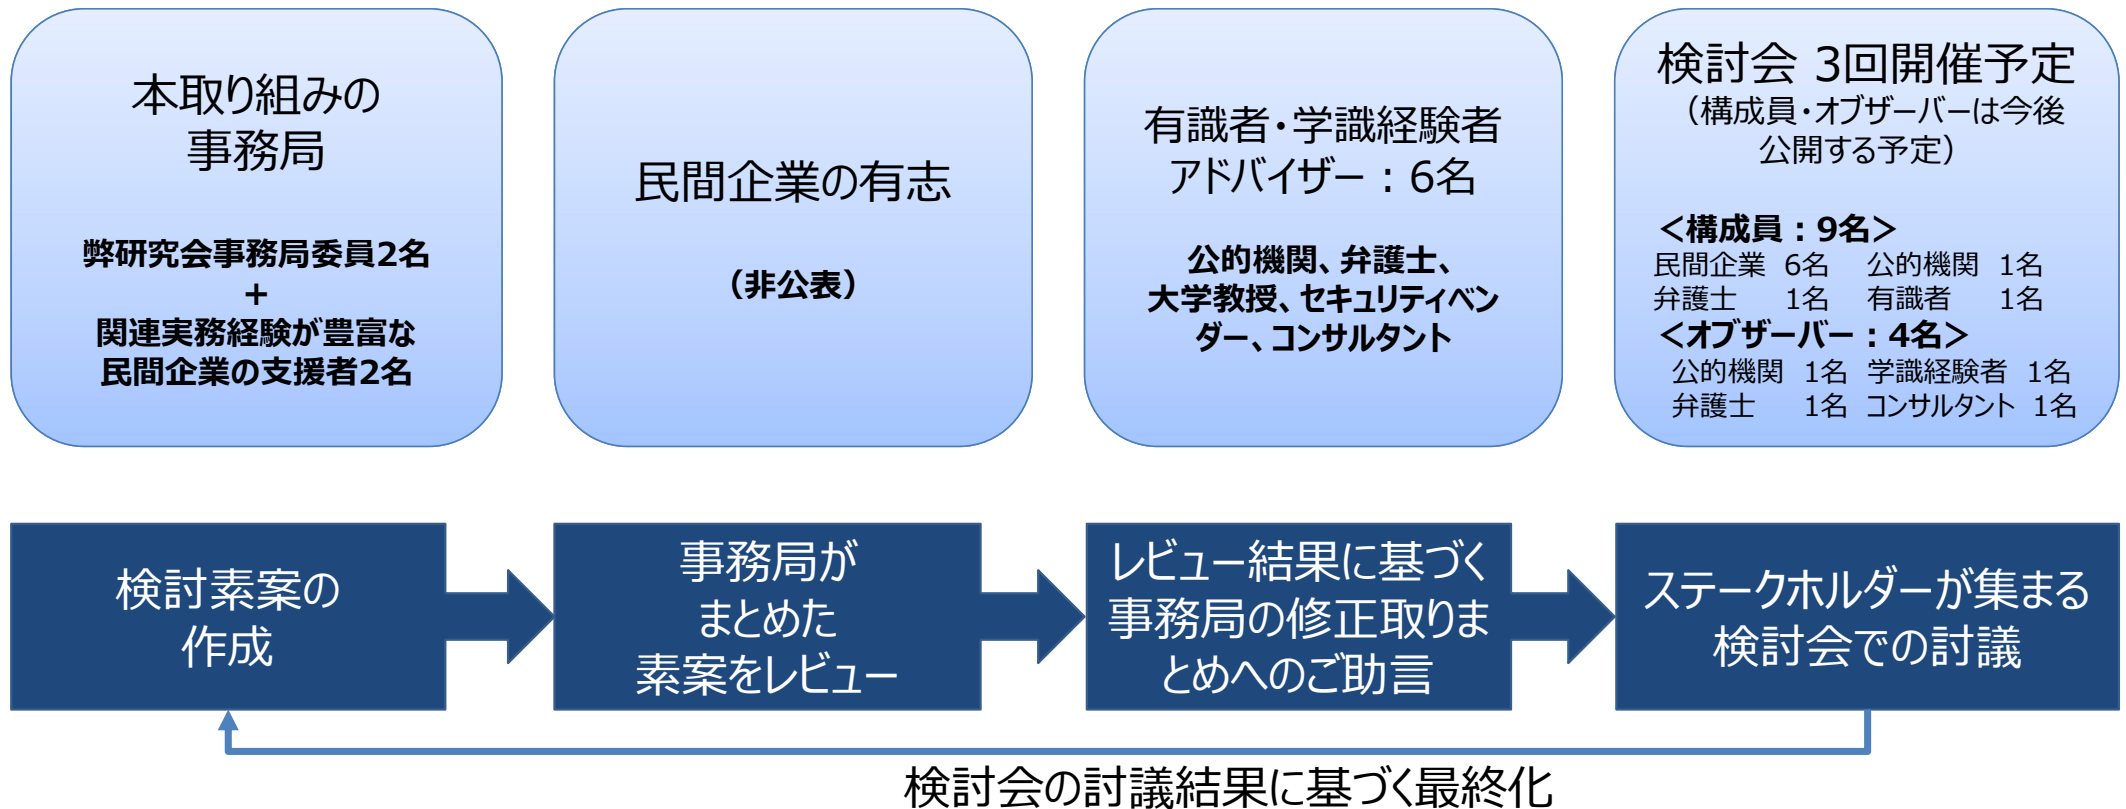 本取り組みの
事務局
弊研究会事務局委員2名
+
関連実務経験が豊富な
民間企業の支援者2名
民間企業の有志
（非公表）
有識者・学識経験者
アドバイザー：6名
公的機関、弁護士、
大学教授、セキュリティベン
ダー、コンサルタント
検討会 3回開催予定
（構成員・オブザーバーは今後
公開する予定）
＜構成員：9名＞
民間企業 6名 公的機関 1名
弁護士 1名 有識者 1名
＜オブザーバー：4名＞
公的機関 1名 学識経験者 1名
弁護士 1名 コンサルタント 1名
検討素案の
作成
事務局が
まとめた
素案をレビュー
レビュー結果に基づく
事務局の修正取りま
とめへのご助言
ステークホルダーが集まる
検討会での討議
検討会の討議結果に基づく最終化